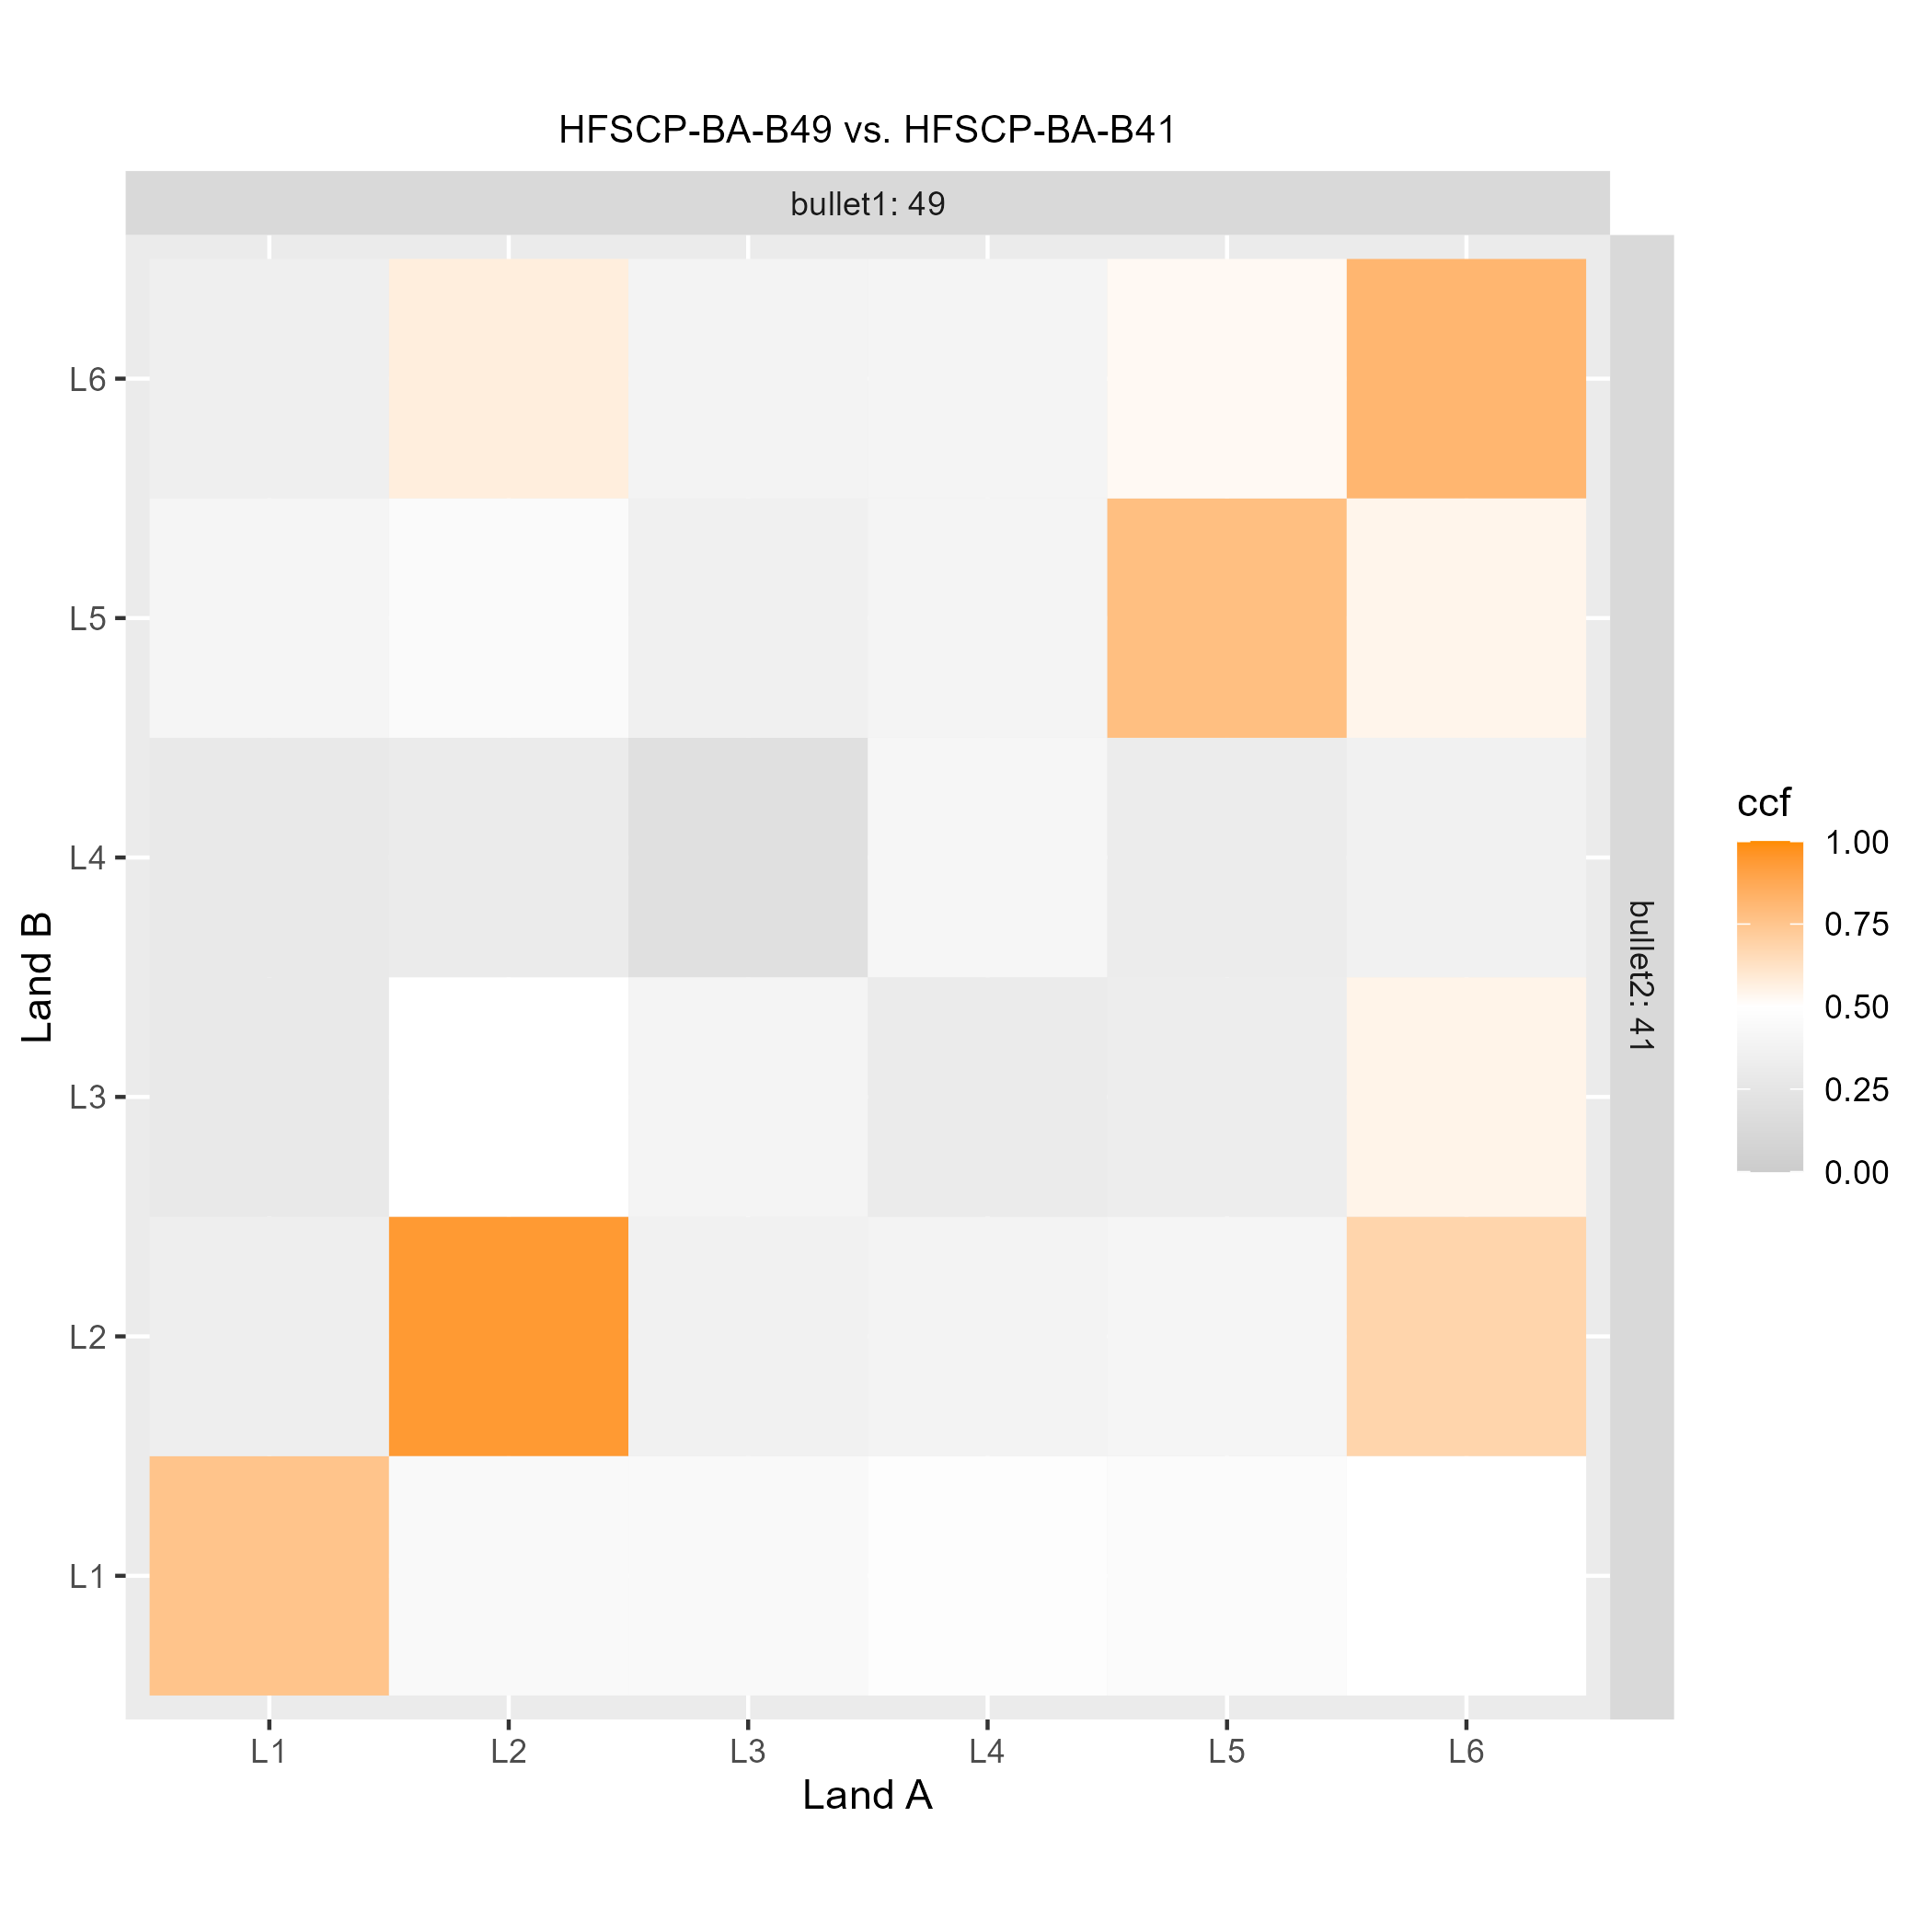 HFSCP-BA-B49 vs. HFSCP-BA-B41
bullet1: 49
L6
L5
L4
L3
L2
L1
Land B
L1 L2 L3 L4 L5 L6
Land A
bullet2: 41
ccf
1.00
0.75
0.50
0.25
0.00